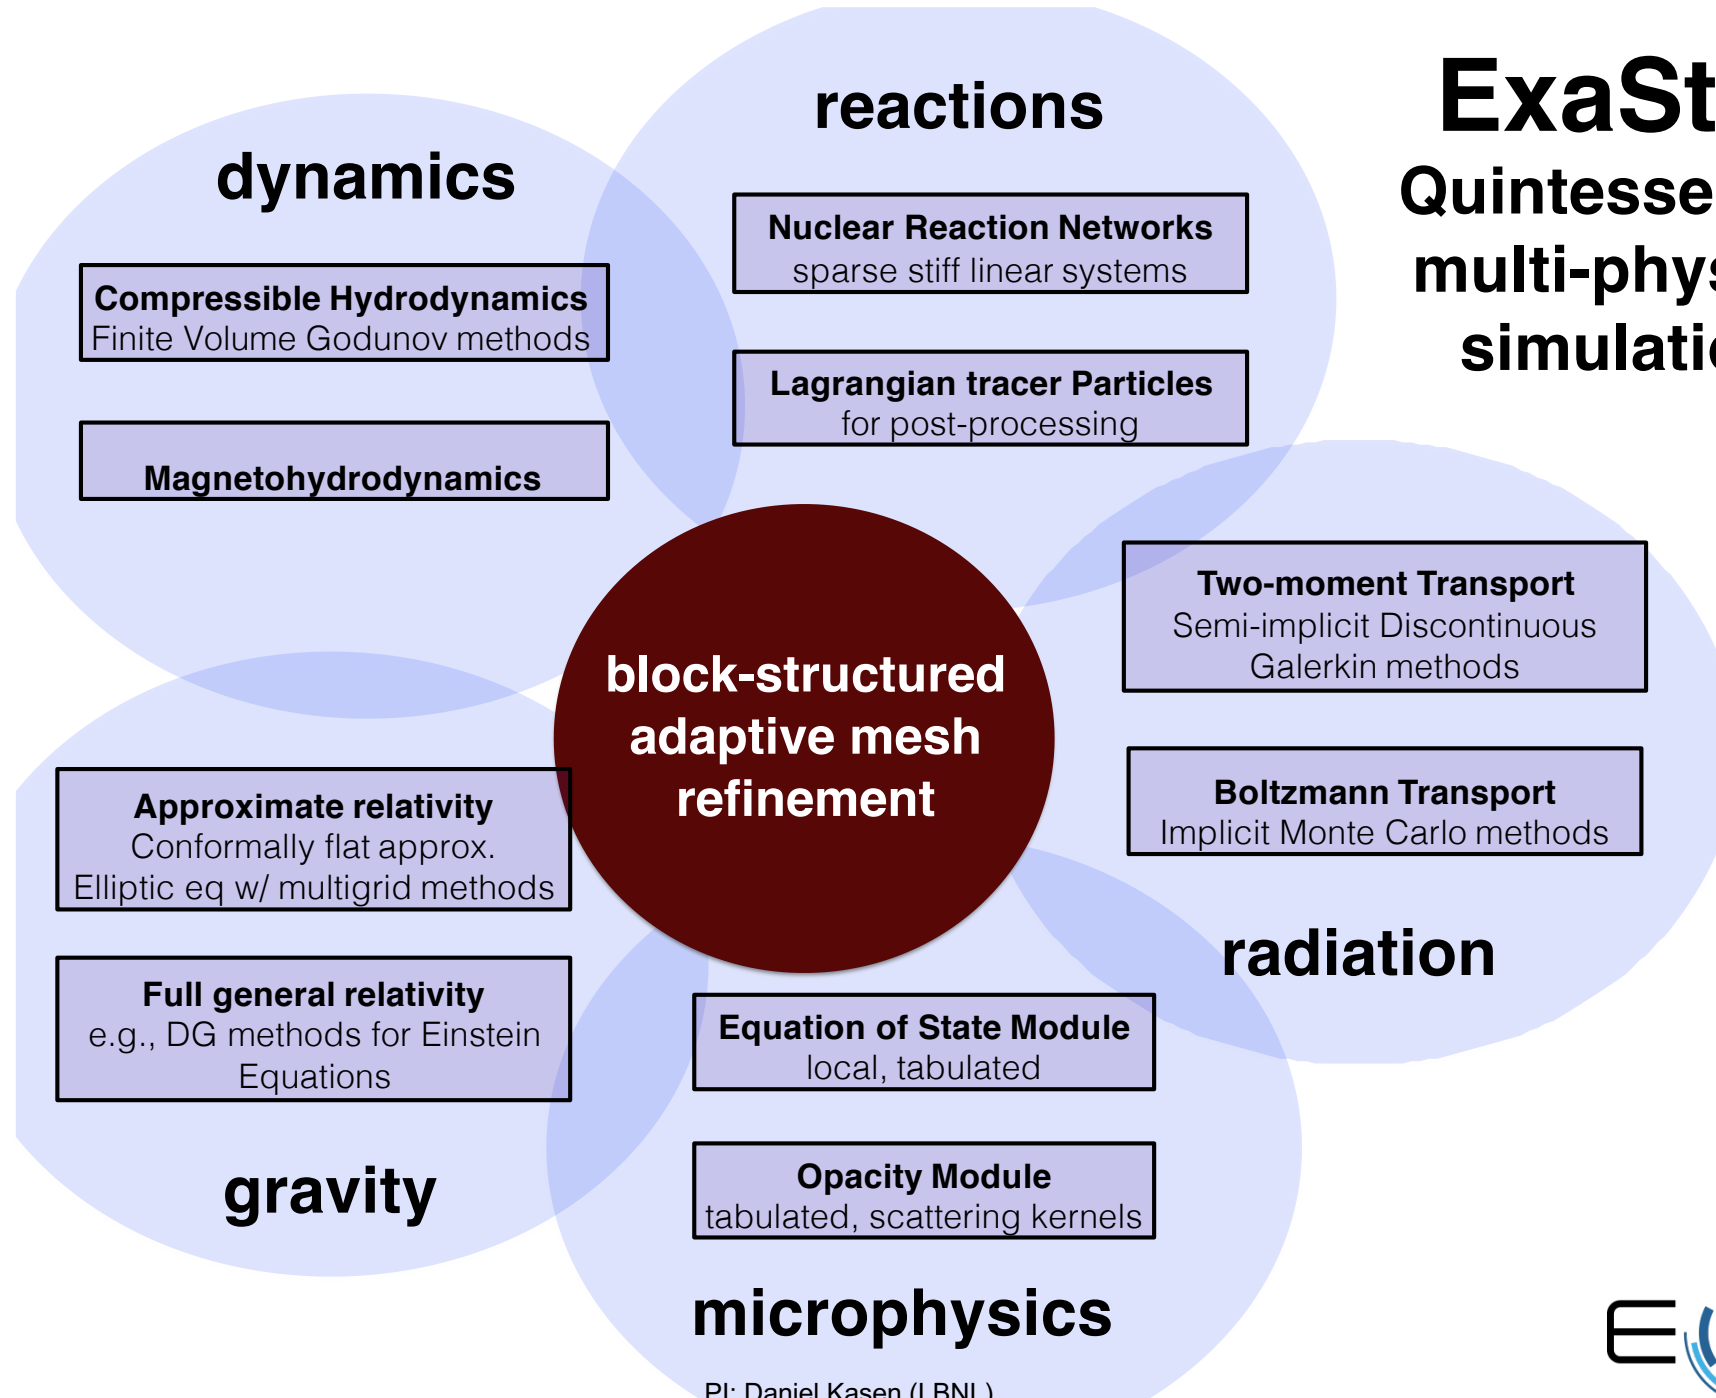 ExaSt
Quintesse
multi-phys
simulatio
reactions
Nuclear Reaction Networks
sparse stiff linear systems
Lagrangian tracer Particles
for post-processing
dynamics
Compressible Hydrodynamics
Finite Volume Godunov methods
Magnetohydrodynamics
block-structured
adaptive mesh
refinement
Two-moment Transport
Semi-implicit Discontinuous
Galerkin methods
Boltzmann Transport
Implicit Monte Carlo methods
radiation
Approximate relativity
Conformally flat approx.
Elliptic eq w/ multigrid methods
Full general relativity
e.g., DG methods for Einstein
Equations
gravity
Equation of State Module
local, tabulated
Opacity Module
tabulated, scattering kernels
microphysics
PI: Daniel Kasen (LBNL)
E